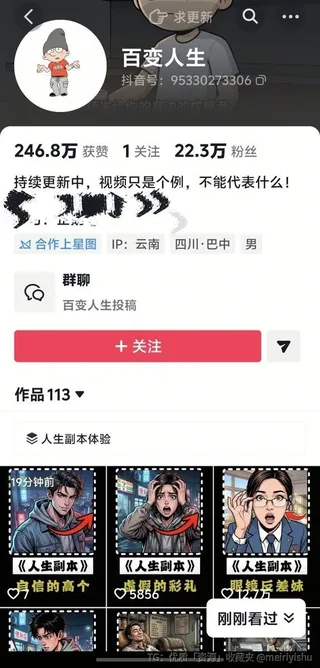 求更新
百变人生
抖音号：95330273306
246.8万 获赞 1 关注 22.3万 粉丝
持续更新中，视频只是个例，不能代表什么！
合作上星图 IP：云南 四川·巴中 男
群聊
百变人生投稿
+ 关注
作品 113
人生副本体验
19分钟前
《人生副本》 《人生副本》 《人生副本》
自信的高个 虚假的彩礼 眼镜反差妹
7 5856 12.7万
刚刚看过
TG：优质「资源」收藏夹 @meiriyishu